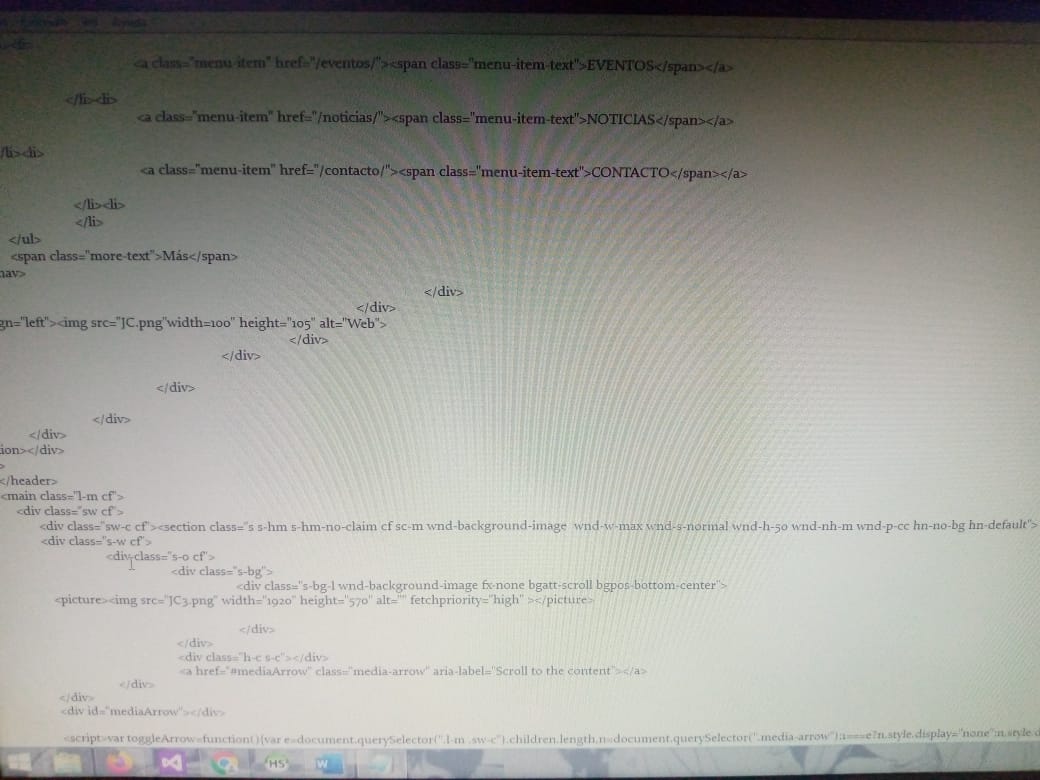 Ayuda
<a class="menu-item" href="/eventos/"><span class="menu-item-text">EVENTOS</span></a>
</li><li>
<a class="menu-item" href="/noticias/"><span class="menu-item-text">NOTICIAS</span></a>
/li><li>
<a class="menu-item" href="/contacto/"><span class="menu-item-text">CONTACTO</span></a>
</li><li>
</li>
</ul>
<span class="more-text">Más</span>
nav>
</div>
</div>
gn="left"><img src="JC.png"width=100" height="105" alt="Web">
</div>
</div>
</div>
</div>
</div>
ion></div>
>
</header>
<main class="l-m cf">
<div class="sw cf">
<div class="sw-c cf"><section class="s s-hm s-hm-no-claim cf sc-m wnd-background-image  wnd-w-max wnd-s-normal wnd-h-50 wnd-nh-m wnd-p-cc hn-no-bg hn-default">
<div class="s-w cf">
<div class="s-o cf">
<div class="s-bg">
<div class="s-bg-l wnd-background-image fx-none bgatt-scroll bgpos-bottom-center">
<picture><img src="JC3.png" width="1920" height="570" alt="" fetchpriority="high" ></picture>
</div>
</div>
<div class="h-c s-c"></div>
<a href="#mediaArrow" class="media-arrow" aria-label="Scroll to the content"></a>
</div>
</div>
<div id="mediaArrow"></div>
<script>var toggleArrow=function(){var e=document.querySelector(".l-m .sw-c").children.length,n=document.querySelector(".media-arrow");1===e?n.style.display="none":n.style.d
HS
W